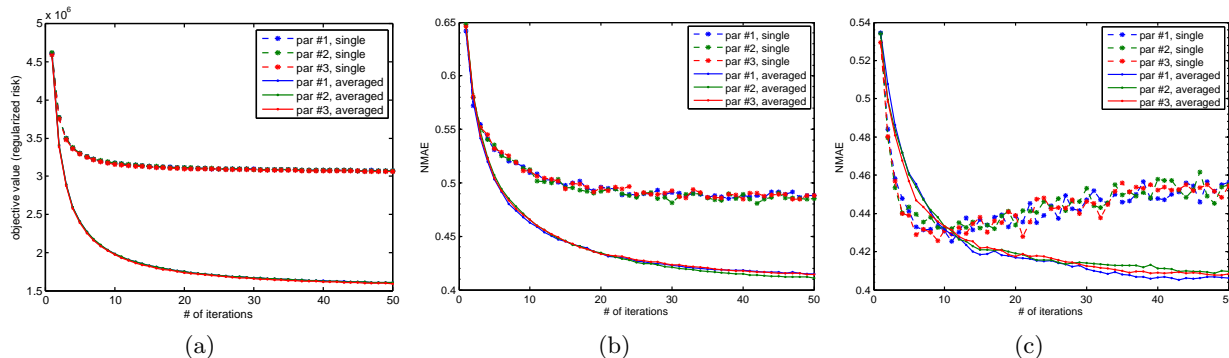 5 x 10^6
4.5
4
3.5
3
2.5
2
1.5
0 10 20 30 40 50
objective value (regularized risk)
# of iterations
par #1, single
par #2, single
par #3, single
par #1, averaged
par #2, averaged
par #3, averaged
(a)
0.65
0.6
0.55
0.5
0.45
0.4
0 10 20 30 40 50
NMAE
# of iterations
par #1, single
par #2, single
par #3, single
par #1, averaged
par #2, averaged
par #3, averaged
(b)
0.54
0.52
0.5
0.48
0.46
0.44
0.42
0.4
0 10 20 30 40 50
NMAE
# of iterations
par #1, single
par #2, single
par #3, single
par #1, averaged
par #2, averaged
par #3, averaged
(c)